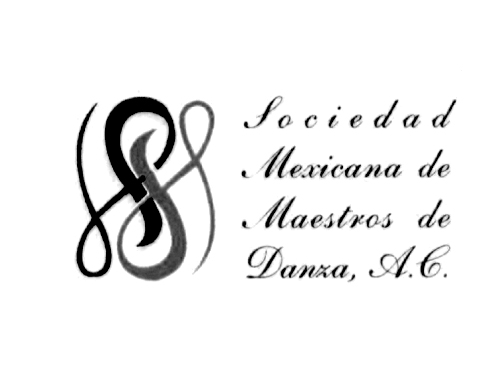 Sociedad
Mexicana de
Maestros de
Danza, A.C.